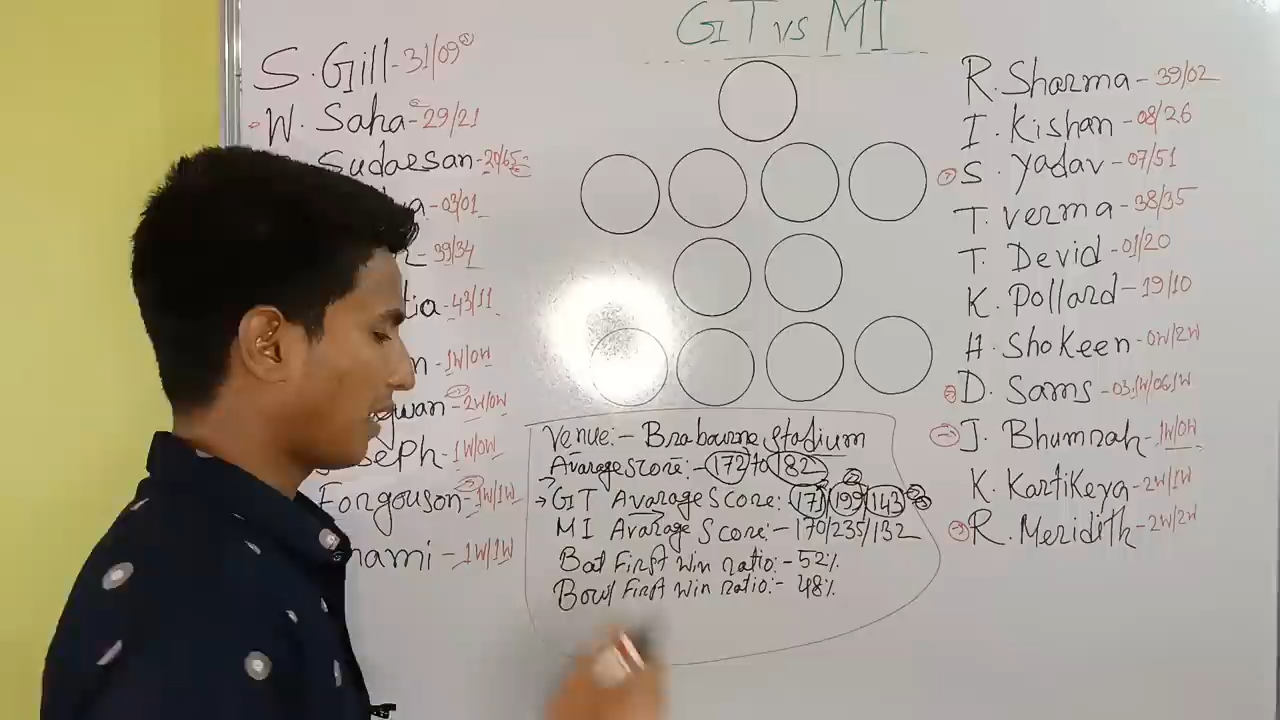 GT vs MI
S. Gill - 31/09
W. Saha - 29/21
Sudarsan - 20/65
a - 03/01
39/34
tia - 43/11
n - 1W/0W
gwan - 2W/0W
seph - 1W/0W
Forgouson - 1W/1W
hami - 1W/1W
R. Sharma - 39/02
I. Kishan - 08/26
S. Yadav - 07/51
T. Verma - 38/35
T. Devid - 01/20
K. Pollard - 19/10
H. Shokeen - 0W/2W
D. Sams - 03,1W/06,1W
J. Bhumrah - 1W/0W
K. Kartikeya - 2W/1W
R. Meridith - 2W/2W
Venue:- Brabourne Stadium
Avarage score:- 172 to 182
GT Avarage Score: 171/199/143
MI Avarage Score:- 170/235/132
Bat First win ratio:- 52%
Bowl First win ratio:- 48%